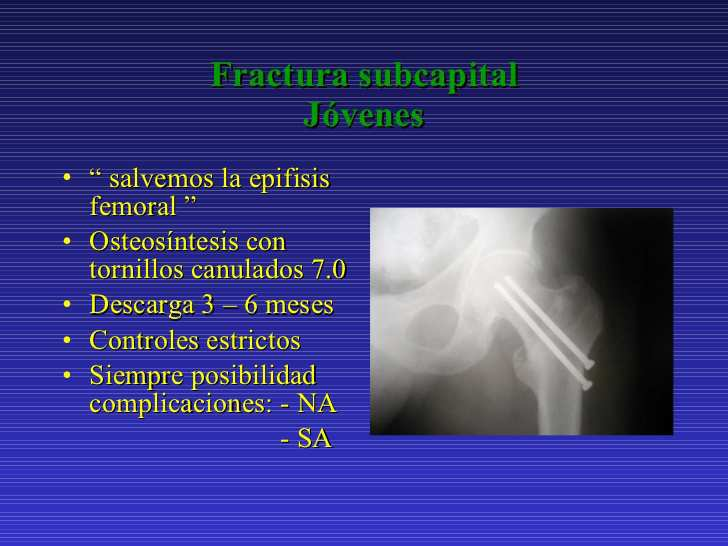 Fractura subcapital
Jóvenes
• “ salvemos la epifisis
femoral ”
• Osteosíntesis con
tornillos canulados 7.0
• Descarga 3 – 6 meses
• Controles estrictos
• Siempre posibilidad
complicaciones: - NA
- SA